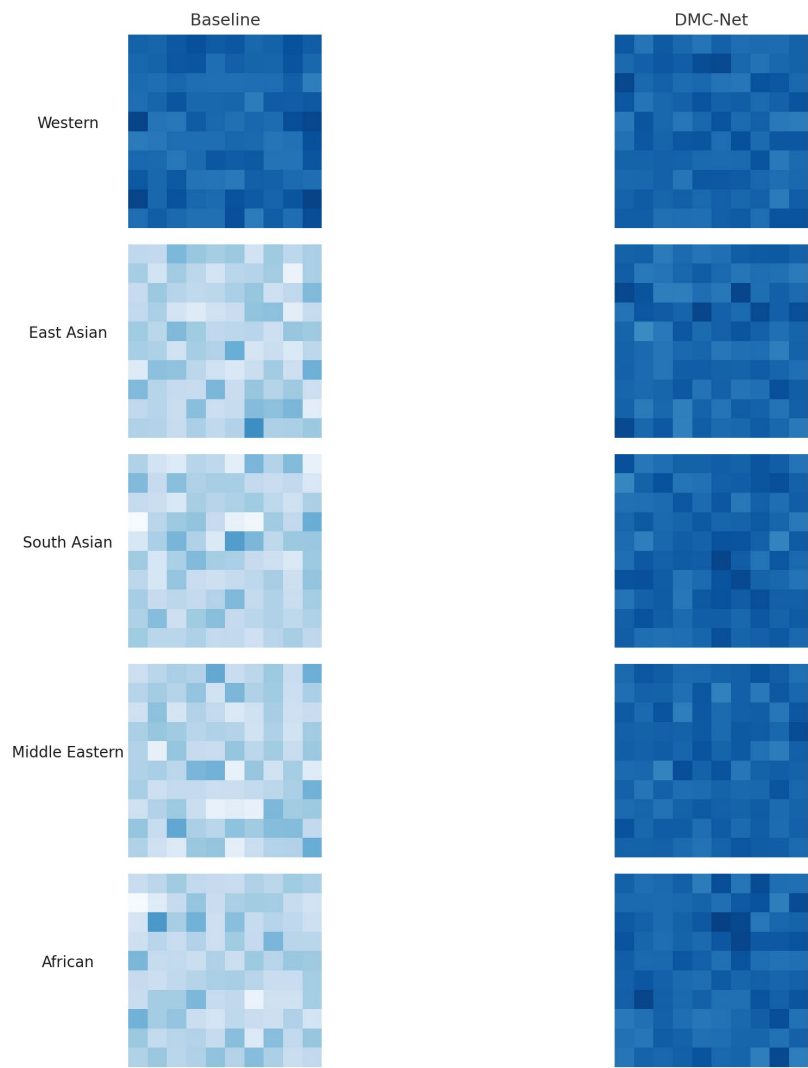 Baseline DMC-Net
Western
East Asian
South Asian
Middle Eastern
African